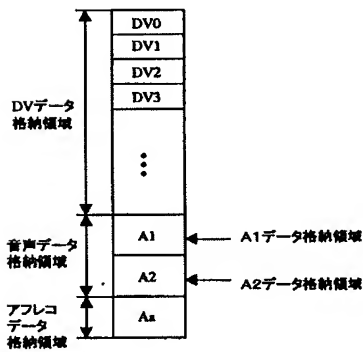 DV0
DV1
DV2
DV3
DVデータ
格納領域
音声データ
格納領域
A1
A1データ格納領域
A2
A2データ格納領域
アフレコ
データ
格納領域
Aa